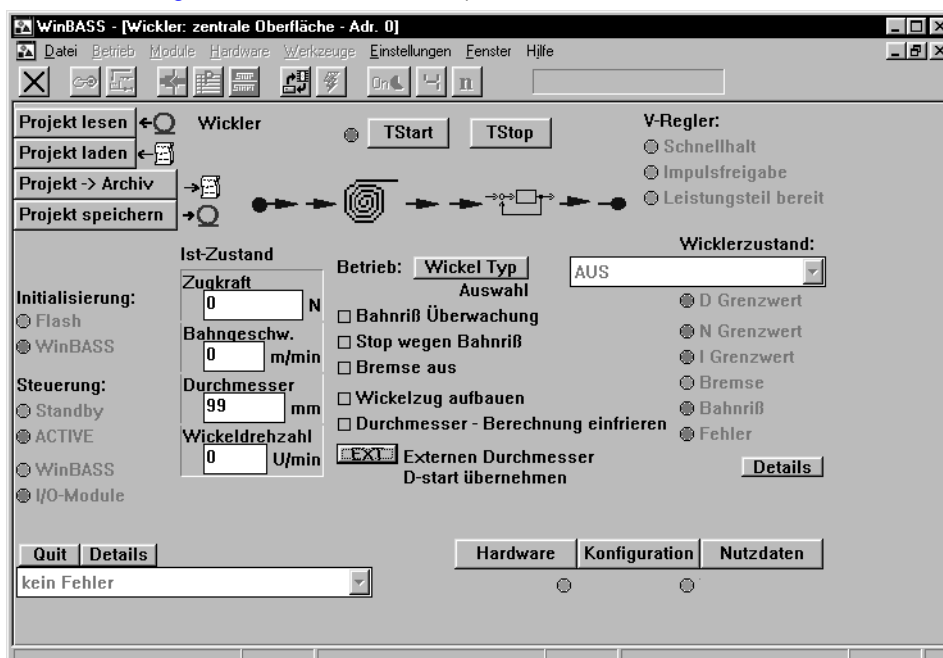 WinBASS - [Wickler: zentrale Oberfläche - Adr. 0]
Datei Betrieb Module Hardware Werkzeuge Einstellungen Fenster Hilfe
On n
Projekt lesen Wickler TStart TStop V-Regler:
Projekt laden Schnellhalt
Projekt -> Archiv Impulsfreigabe
Projekt speichern Leistungsteil bereit
Ist-Zustand Wicklerzustand:
Betrieb: Wickel Typ AUS
Zugkraft Auswahl
Initialisierung: 0 N D Grenzwert
Flash Bahnriß Überwachung
Bahngeschw. N Grenzwert
WinBASS 0 m/min Stop wegen Bahnriß
I Grenzwert
Bremse aus
Steuerung: Durchmesser Bremse
Standby 99 mm Wickelzug aufbauen Bahnriß
ACTIVE Wickeldrehzahl Durchmesser - Berechnung einfrieren Fehler
WinBASS 0 U/min EXT Externen Durchmesser Details
D-start übernehmen
I/O-Module
Quit Details Hardware Konfiguration Nutzdaten
kein Fehler